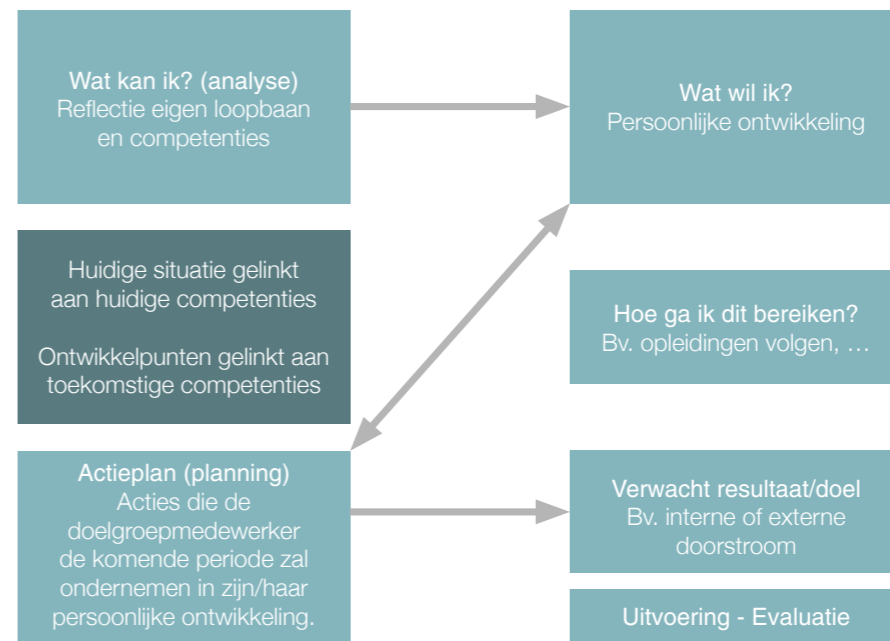 Wat kan ik? (analyse)
Reflectie eigen loopbaan
en competenties
Wat wil ik?
Persoonlijke ontwikkeling
Huidige situatie gelinkt
aan huidige competenties
Ontwikkelpunten gelinkt aan
toekomstige competenties
Hoe ga ik dit bereiken?
Bv. opleidingen volgen, …
Actieplan (planning)
Acties die de
doelgroepmedewerker
de komende periode zal
ondernemen in zijn/haar
persoonlijke ontwikkeling.
Verwacht resultaat/doel
Bv. interne of externe
doorstroom
Uitvoering - Evaluatie